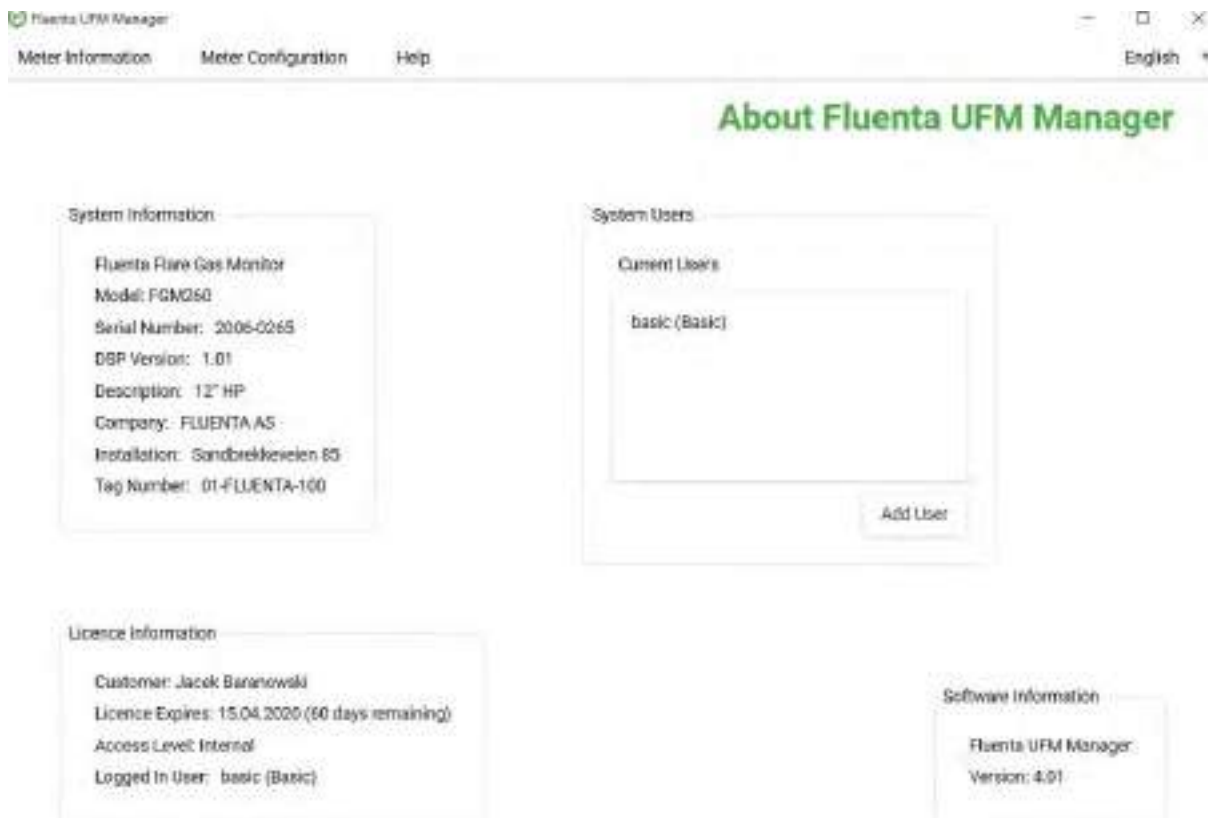 Fluenta UFM Manager
Meter Information Meter Configuration Help English
About Fluenta UFM Manager
System Information
Fluenta Flare Gas Monitor
Model: FGM260
Serial Number: 2006-0265
DSP Version: 1.01
Description: 12" HP
Company: FLUENTA AS
Installation: Sandbrekkeveien 85
Tag Number: 01-FLUENTA-100
System Users
Current Users
basic (Basic)
Add User
Licence Information
Customer: Jacek Baranowski
Licence Expires: 15.04.2020 (60 days remaining)
Access Level: Internal
Logged In User: basic (Basic)
Software Information
Fluenta UFM Manager
Version: 4.01